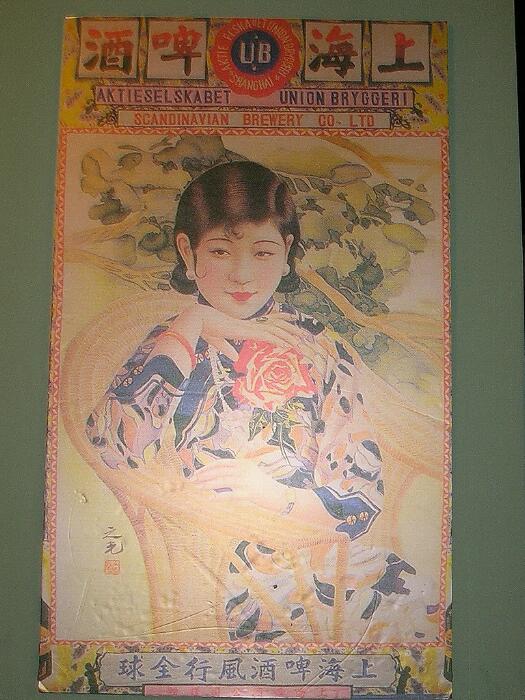 上海啤酒
UB
SHANGHAI
AKTIESELSKABET UNION BRYGGERI
SCANDINAVIAN BREWERY CO. LTD
之光
上海啤酒風行全球